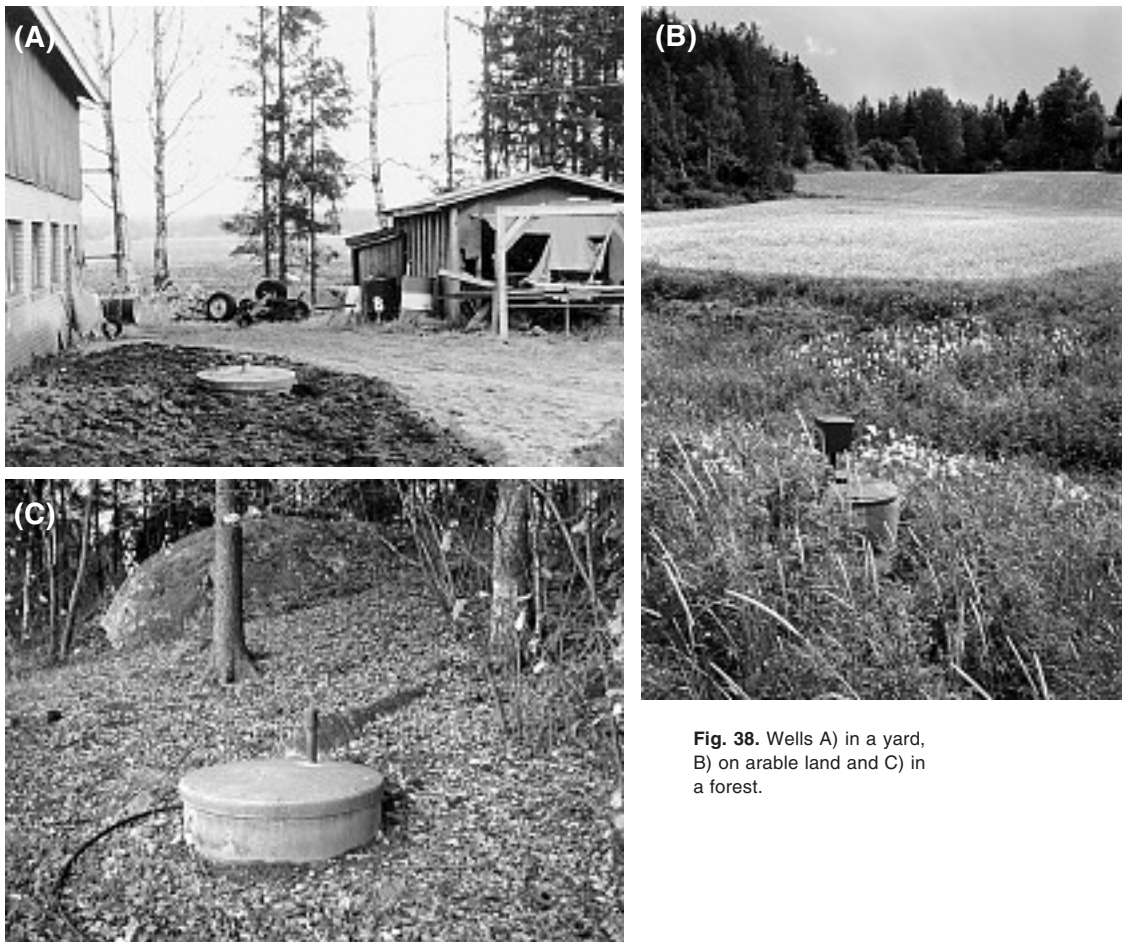 (A)
(B)
(C)
Fig. 38. Wells A) in a yard,
B) on arable land and C) in
a forest.